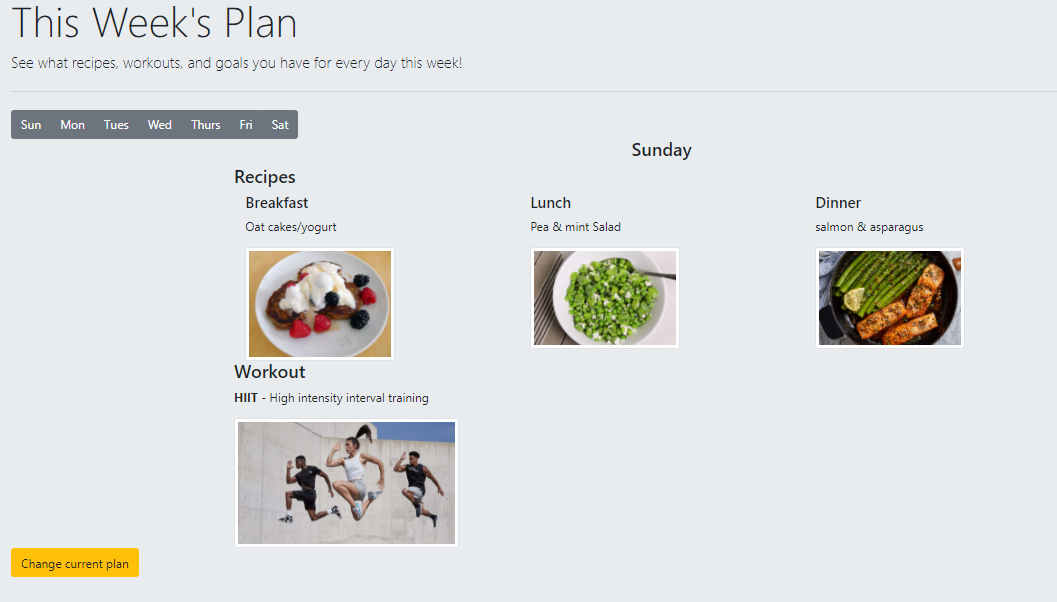 This Week's Plan
See what recipes, workouts, and goals you have for every day this week!
Sun Mon Tues Wed Thurs Fri Sat
Sunday
Recipes
Breakfast Lunch Dinner
Oat cakes/yogurt Pea & mint Salad salmon & asparagus
Workout
HIIT - High intensity interval training
Change current plan